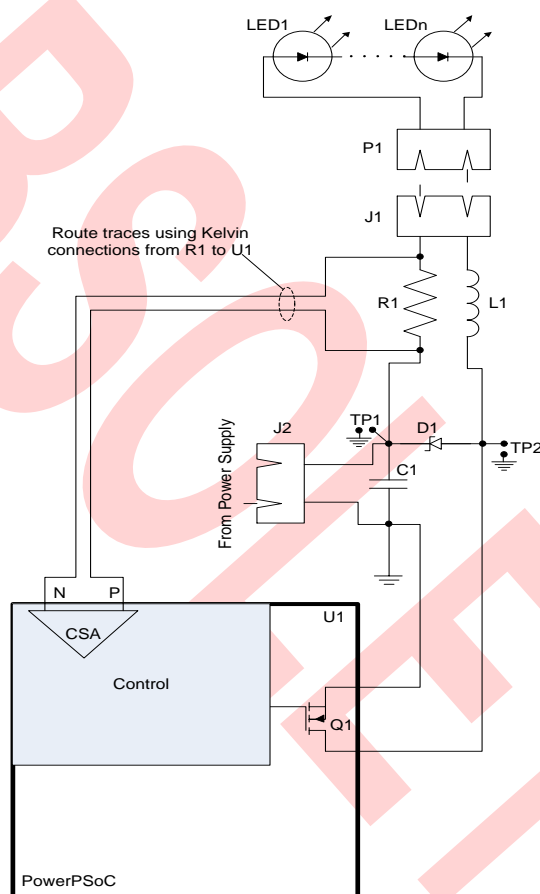 LED1
LEDn
P1
J1
Route traces using Kelvin
connections from R1 to U1
R1
L1
TP1
D1
J2
TP2
C1
From Power Supply
N
P
U1
CSA
Control
Q1
PowerPSoC